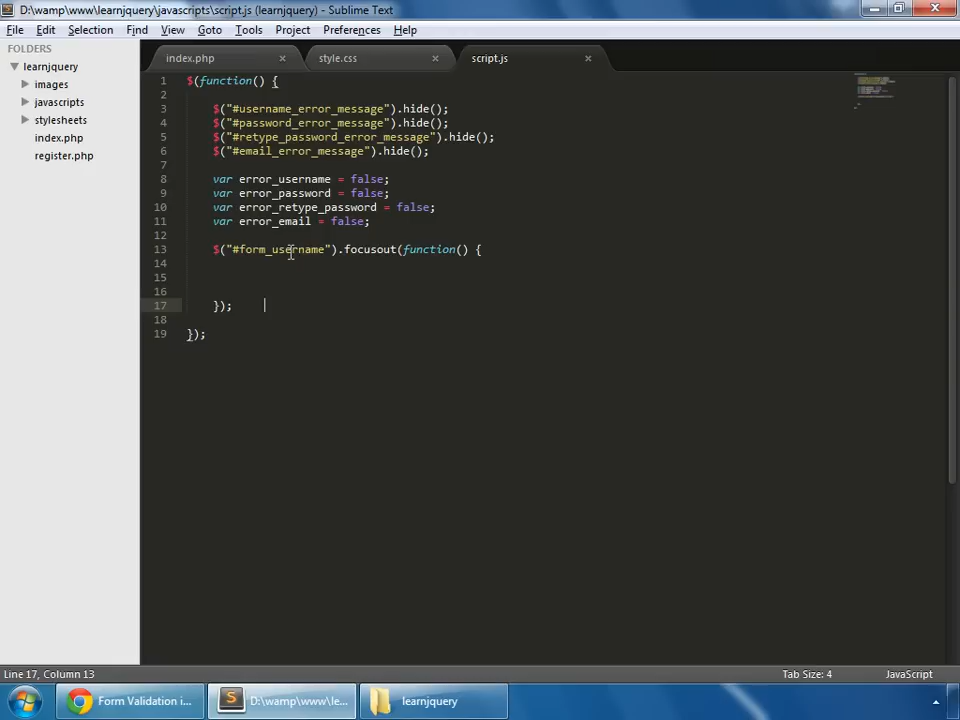 D:\wamp\www\learnjquery\javascripts\script.js (learnjquery) - Sublime Text
File Edit Selection Find View Goto Tools Project Preferences Help
FOLDERS
learnjquery
images
javascripts
stylesheets
index.php
register.php
index.php × style.css × script.js ×
1 $(function() {
2
3 $("#username_error_message").hide();
4 $("#password_error_message").hide();
5 $("#retype_password_error_message").hide();
6 $("#email_error_message").hide();
7
8 var error_username = false;
9 var error_password = false;
10 var error_retype_password = false;
11 var error_email = false;
12
13 $("#form_username").focusout(function() {
14
15
16
17 });
18
19 });
Line 17, Column 13 Tab Size: 4 JavaScript
Form Validation i... D:\wamp\www\le... learnjquery